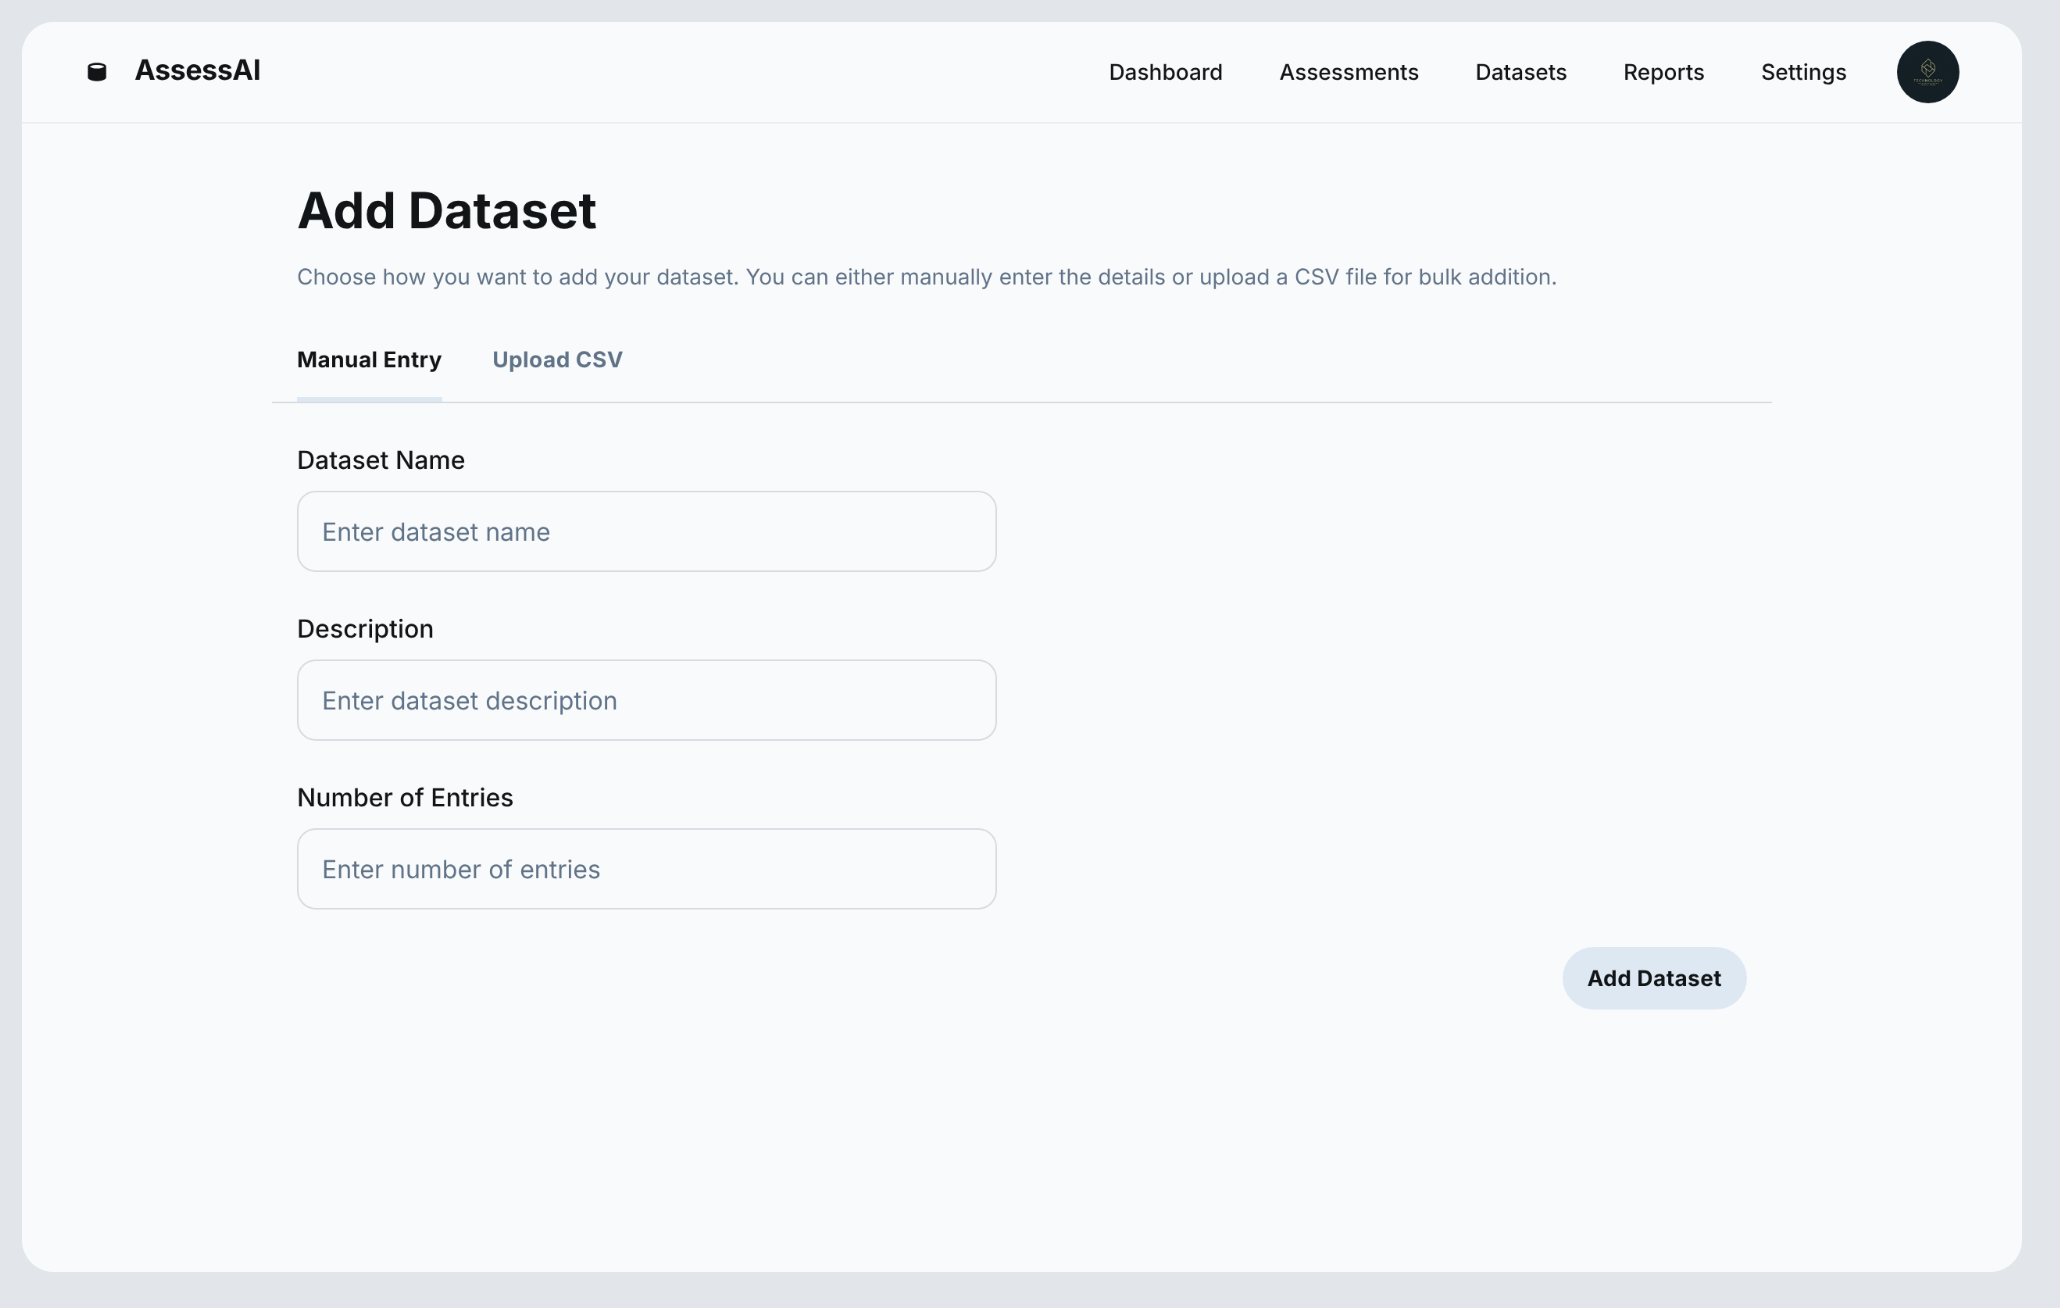 AssessAI
Dashboard
Assessments
Datasets
Reports
Settings
TECHNOLOGY
Add Dataset
Choose how you want to add your dataset. You can either manually enter the details or upload a CSV file for bulk addition.
Manual Entry
Upload CSV
Dataset Name
Enter dataset name
Description
Enter dataset description
Number of Entries
Enter number of entries
Add Dataset